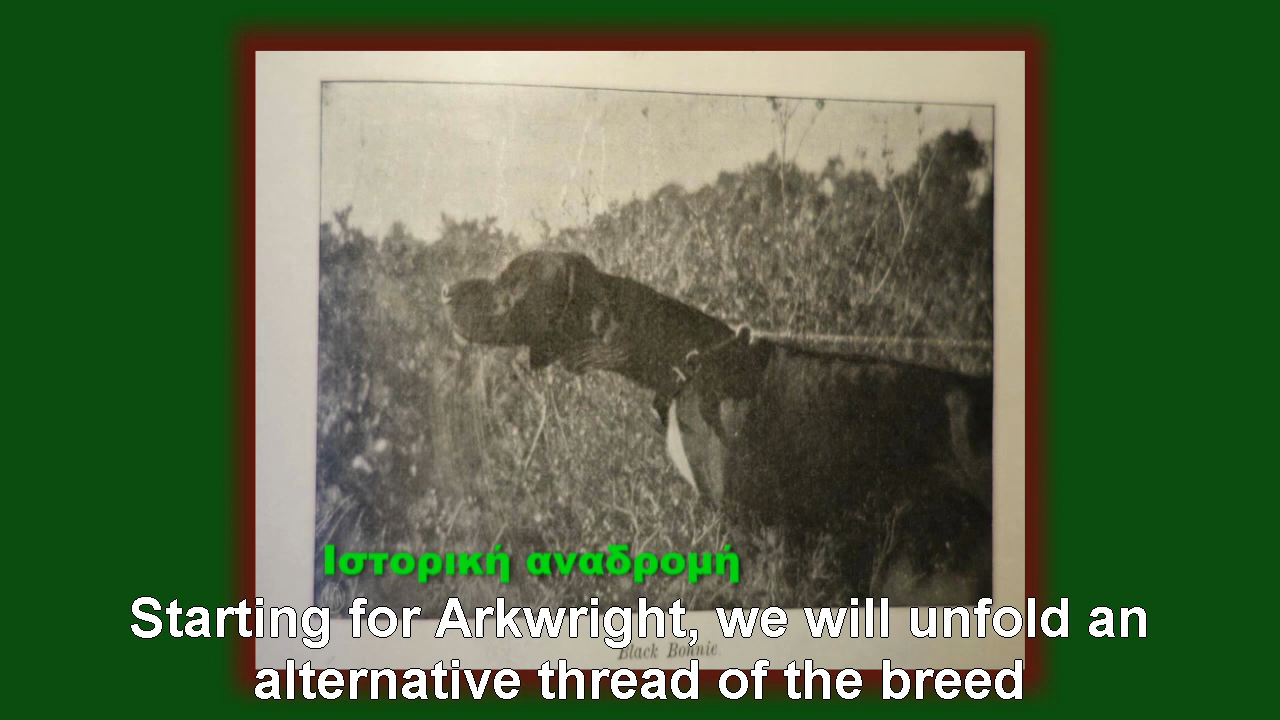 Ιστορική αναδρομή
Starting for Arkwright, we will unfold an
Black Bonnie
alternative thread of the breed